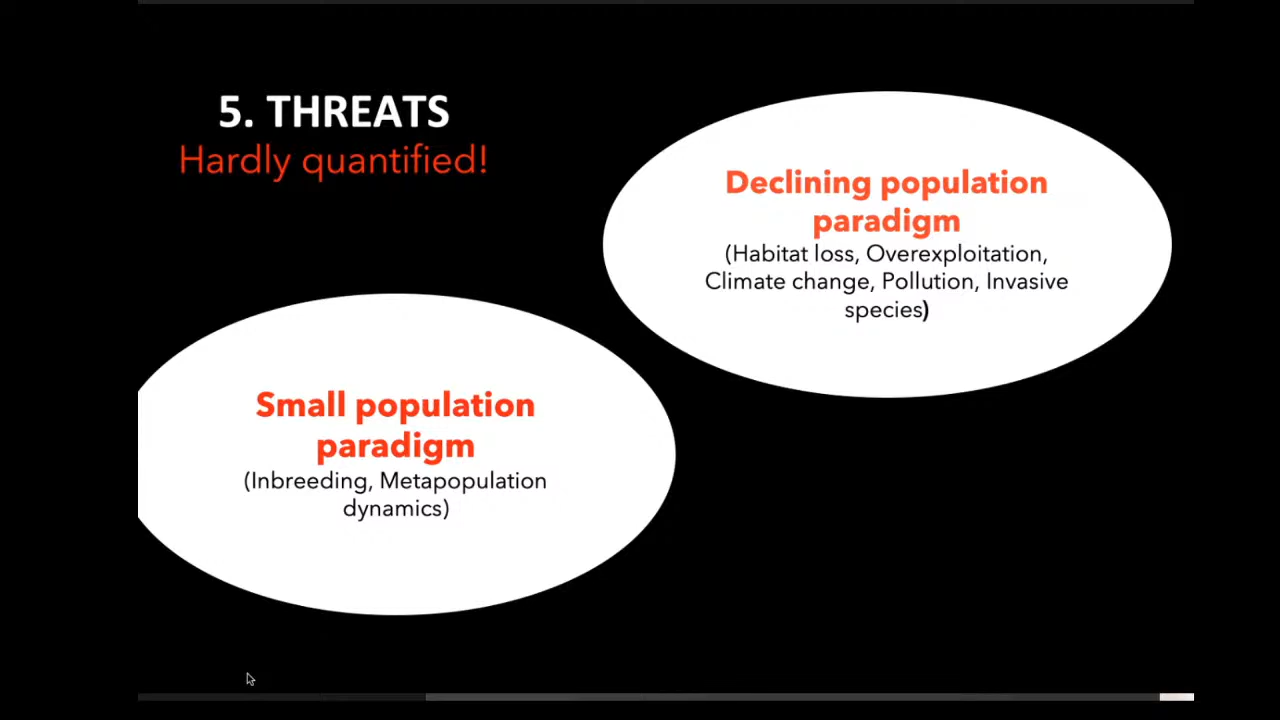 5. THREATS
Hardly quantified!
Declining population
paradigm
(Habitat loss, Overexploitation,
Climate change, Pollution, Invasive
species)
Small population
paradigm
(Inbreeding, Metapopulation
dynamics)